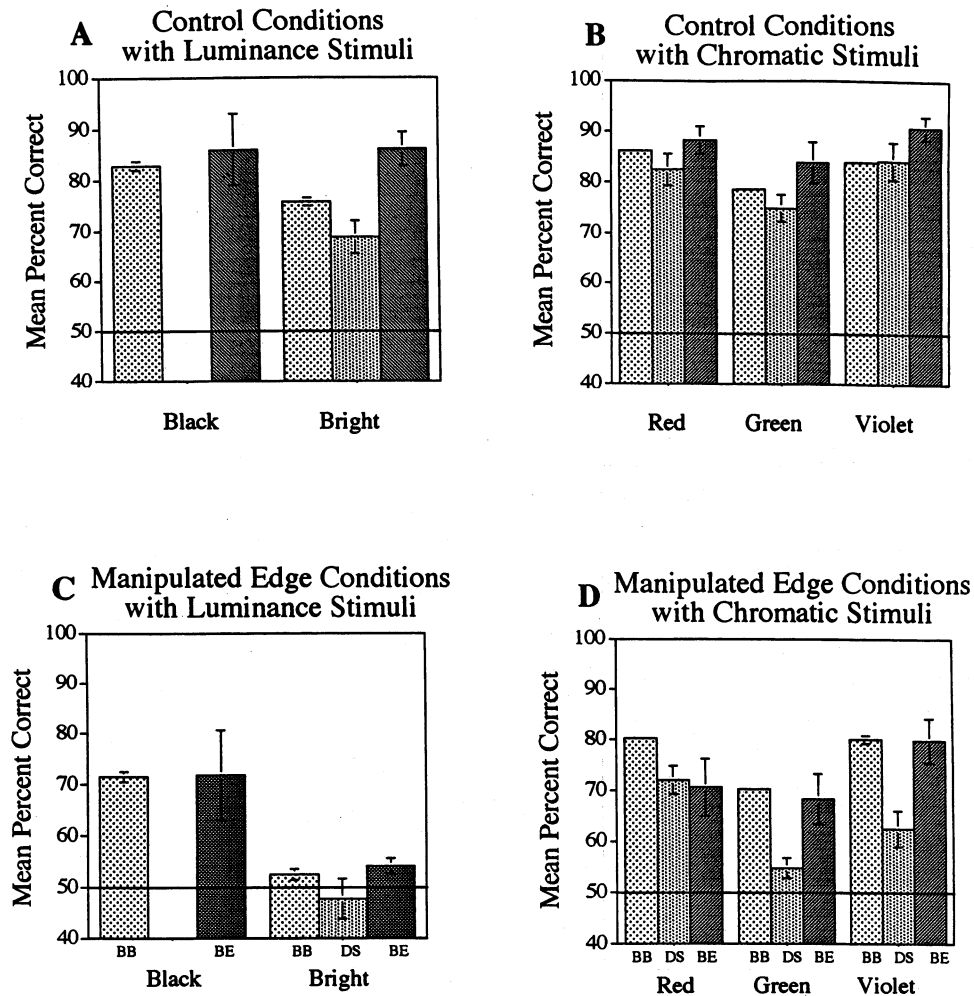 A
Control Conditions
with Luminance Stimuli
Mean Percent Correct
100
90
80
70
60
50
40
Black
Bright
B
Control Conditions
with Chromatic Stimuli
Mean Percent Correct
100
90
80
70
60
50
40
Red
Green
Violet
C
Manipulated Edge Conditions
with Luminance Stimuli
Mean Percent Correct
100
90
80
70
60
50
40
BB BE BB DS BE
Black
Bright
D
Manipulated Edge Conditions
with Chromatic Stimuli
Mean Percent Correct
100
90
80
70
60
50
40
BB DS BE BB DS BE BB DS BE
Red
Green
Violet